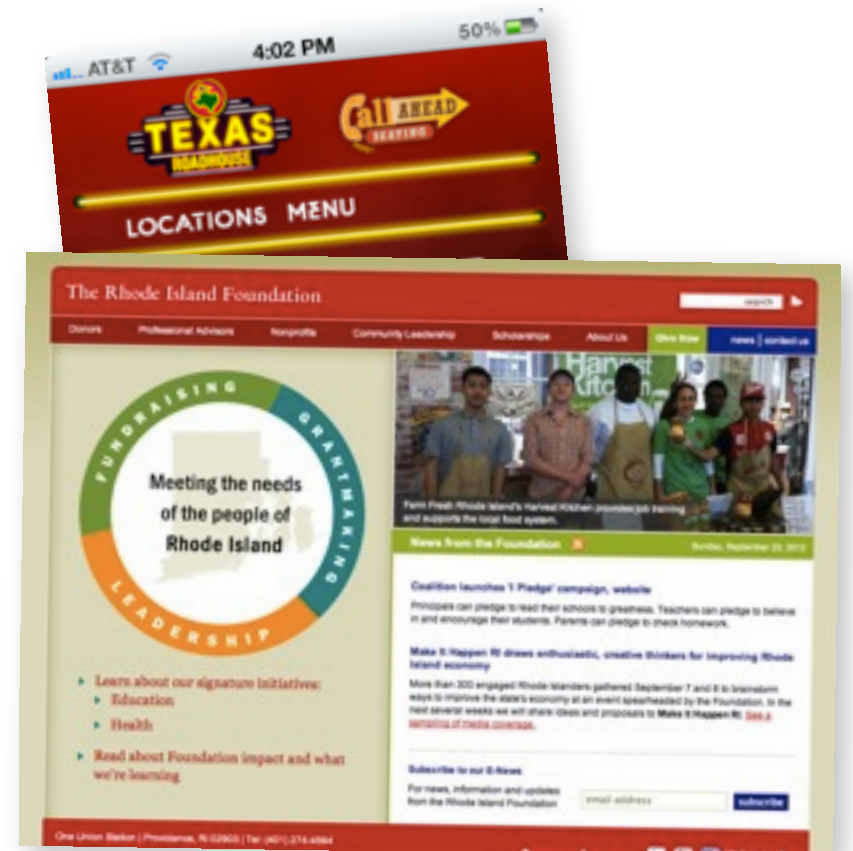 AT&T 4:02 PM 50%
TEXAS
ROADHOUSE
Call AHEAD
SEATING
LOCATIONS MENU
The Rhode Island Foundation
search
Donors Professional Advisors Nonprofits Community Leadership Scholarships About Us Give Now news | contact us
FUNDRAISING
GRANTMAKING
LEADERSHIP
Meeting the needs
of the people of
Rhode Island
Harvest
Kitchen
Farm Fresh Rhode Island's Harvest Kitchen provides job training
and supports the local food system.
News from the Foundation Sunday, September 23, 2012
Coalition launches 'I Pledge' campaign, website
Principals can pledge to lead their schools to greatness. Teachers can pledge to believe
in and encourage their students. Parents can pledge to check homework.
Make It Happen RI draws enthusiastic, creative thinkers for improving Rhode
Island economy
More than 300 engaged Rhode Islanders gathered September 7 and 8 to brainstorm
ways to improve the state's economy at an event spearheaded by the Foundation. In the
next several weeks we will share ideas and proposals to Make It Happen RI. See a
sampling of media coverage.
Learn about our signature initiatives:
Education
Health
Read about Foundation impact and what
we're learning
Subscribe to our E-News
For news, information and updates
from the Rhode Island Foundation
email address
subscribe
One Union Station | Providence, RI 02903 | Tel: (401) 274-4564